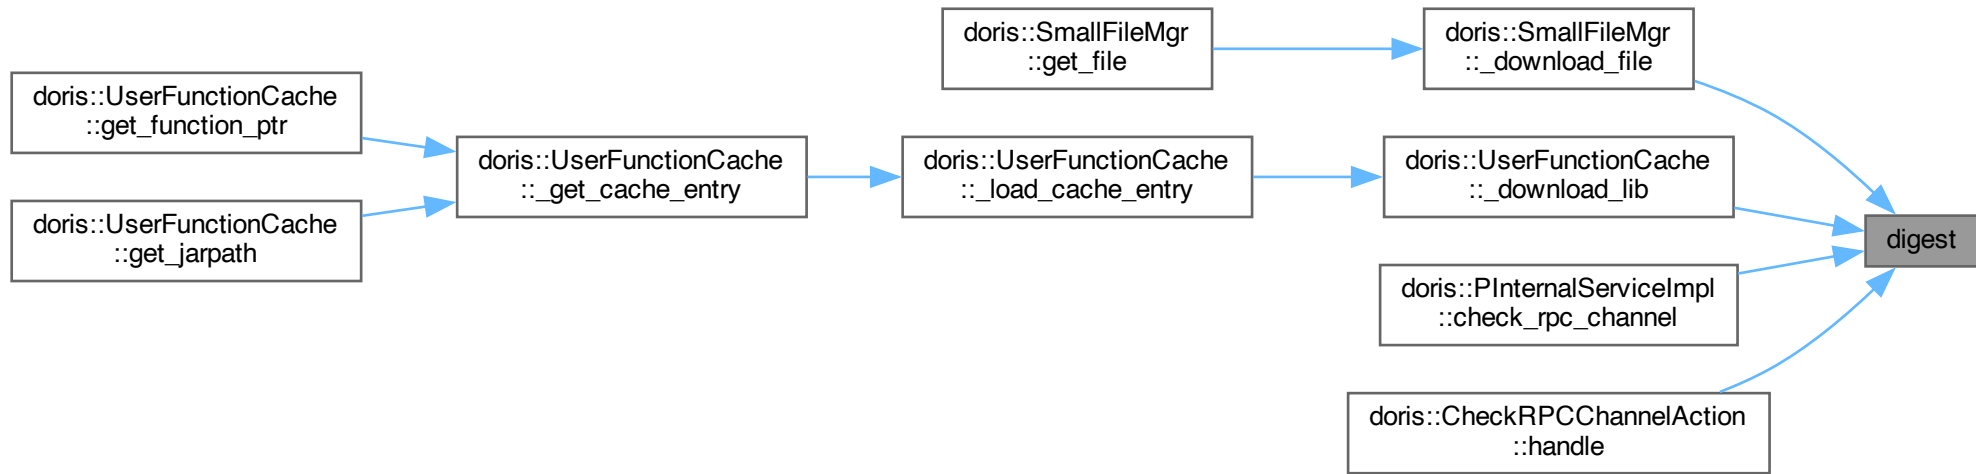 doris::SmallFileMgr
::get_file
doris::SmallFileMgr
::_download_file
doris::UserFunctionCache
::get_function_ptr
doris::UserFunctionCache
::get_jarpath
doris::UserFunctionCache
::_get_cache_entry
doris::UserFunctionCache
::_load_cache_entry
doris::UserFunctionCache
::_download_lib
doris::PInternalServiceImpl
::check_rpc_channel
doris::CheckRPCChannelAction
::handle
digest